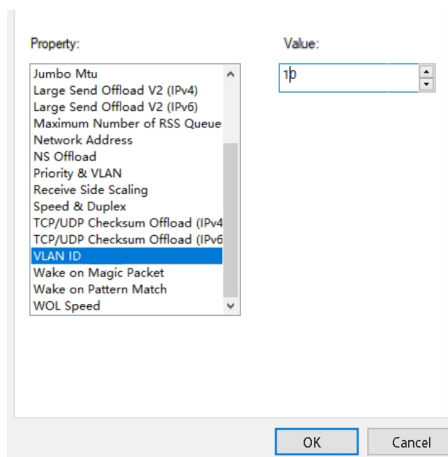 Property:
Value:
Jumbo Mtu
10
Large Send Offload V2 (IPv4)
Large Send Offload V2 (IPv6)
Maximum Number of RSS Queue
Network Address
NS Offload
Priority & VLAN
Receive Side Scaling
Speed & Duplex
TCP/UDP Checksum Offload (IPv4
TCP/UDP Checksum Offload (IPv6
VLAN ID
Wake on Magic Packet
Wake on Pattern Match
WOL Speed
OK
Cancel